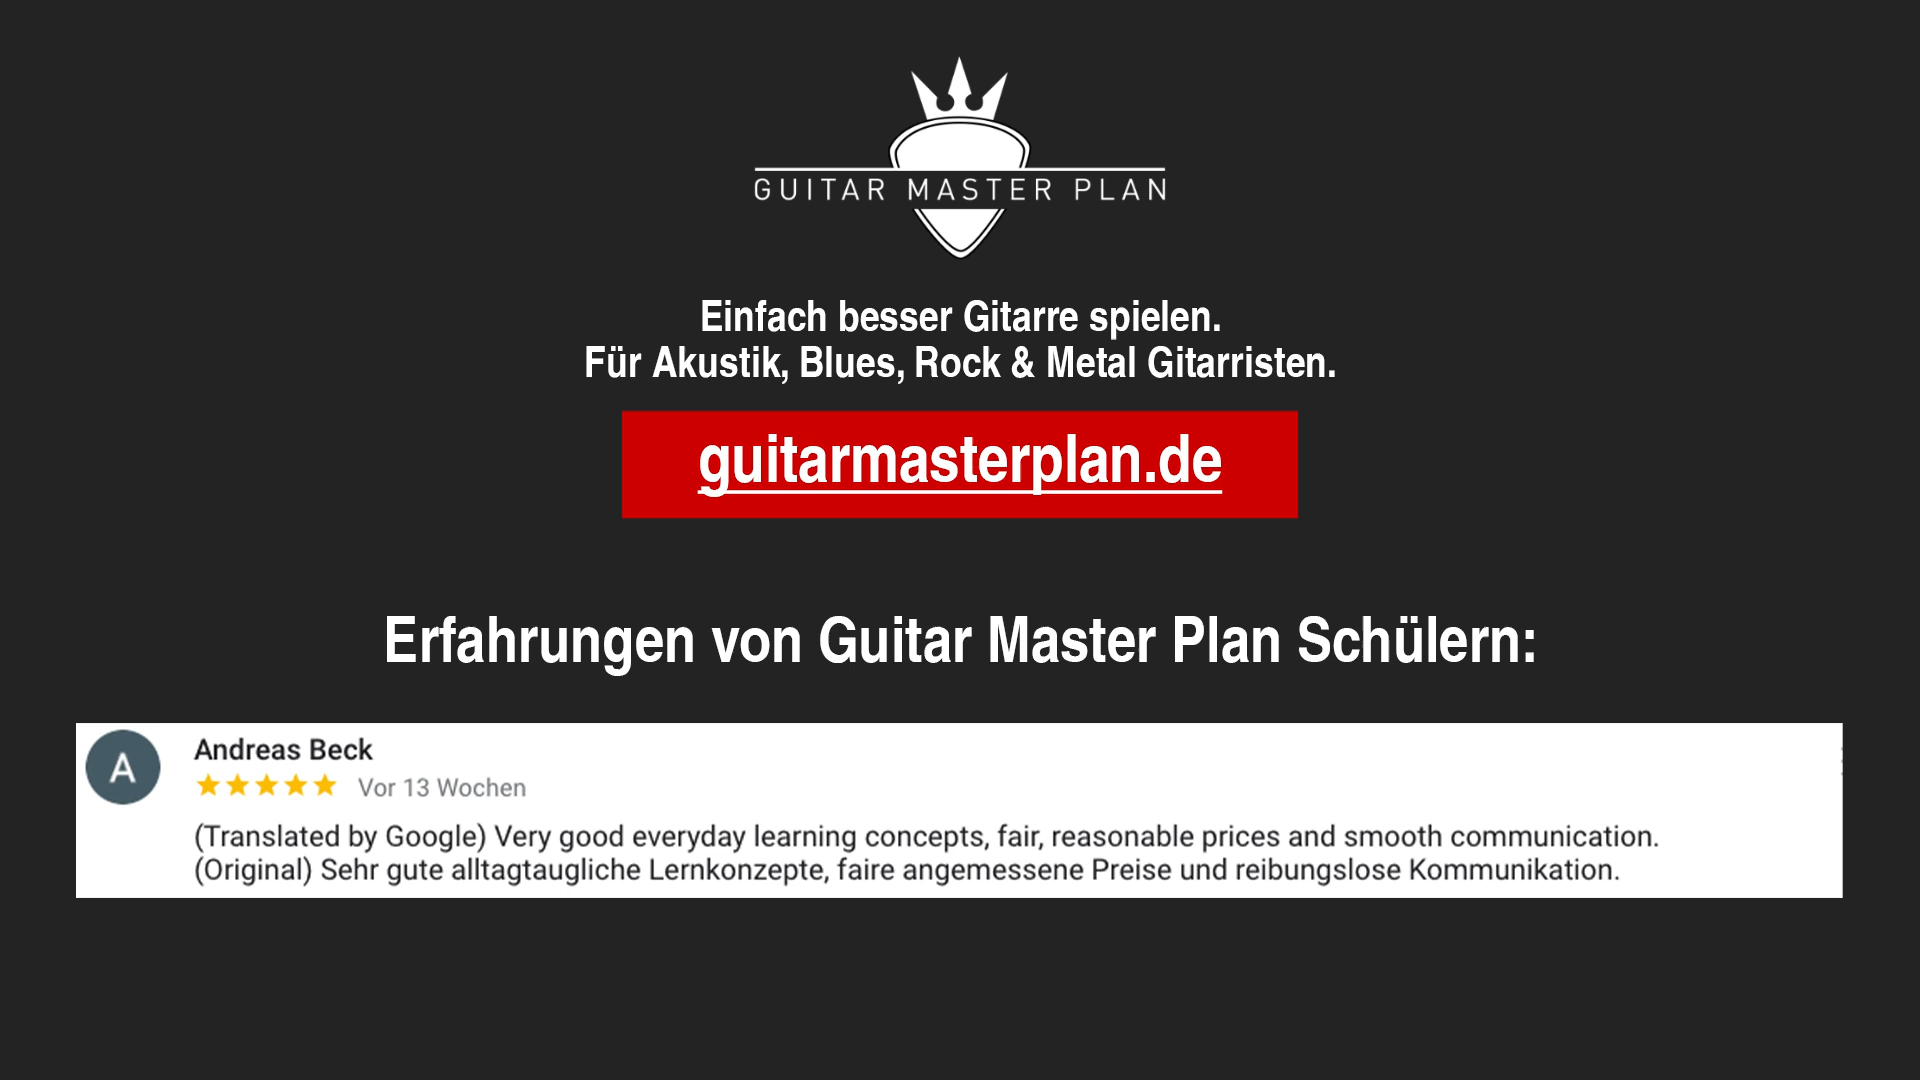 GUITAR MASTER PLAN
Einfach besser Gitarre spielen.
Für Akustik, Blues, Rock & Metal Gitarristen.
guitarmasterplan.de
Erfahrungen von Guitar Master Plan Schülern:
A
Andreas Beck
Vor 13 Wochen
(Translated by Google) Very good everyday learning concepts, fair, reasonable prices and smooth communication.
(Original) Sehr gute alltagtaugliche Lernkonzepte, faire angemessene Preise und reibungslose Kommunikation.